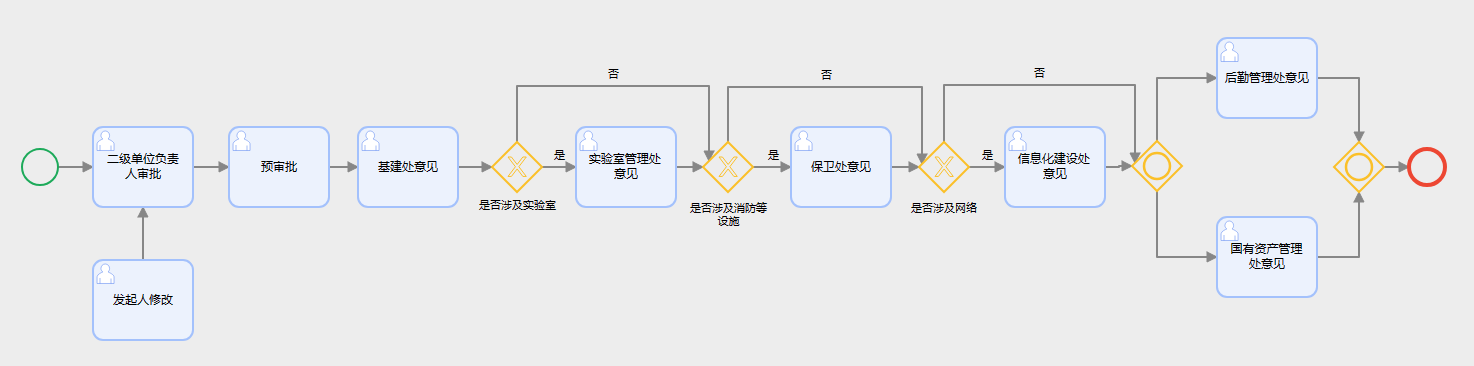 否
否
否
后勤管理处意见
二级单位负责
人审批
预审批
基建处意见
是
实验室管理处
意见
是
保卫处意见
是
信息化建设处
意见
是否涉及实验室
是否涉及消防等
设施
是否涉及网络
国有资产管理
处意见
发起人修改